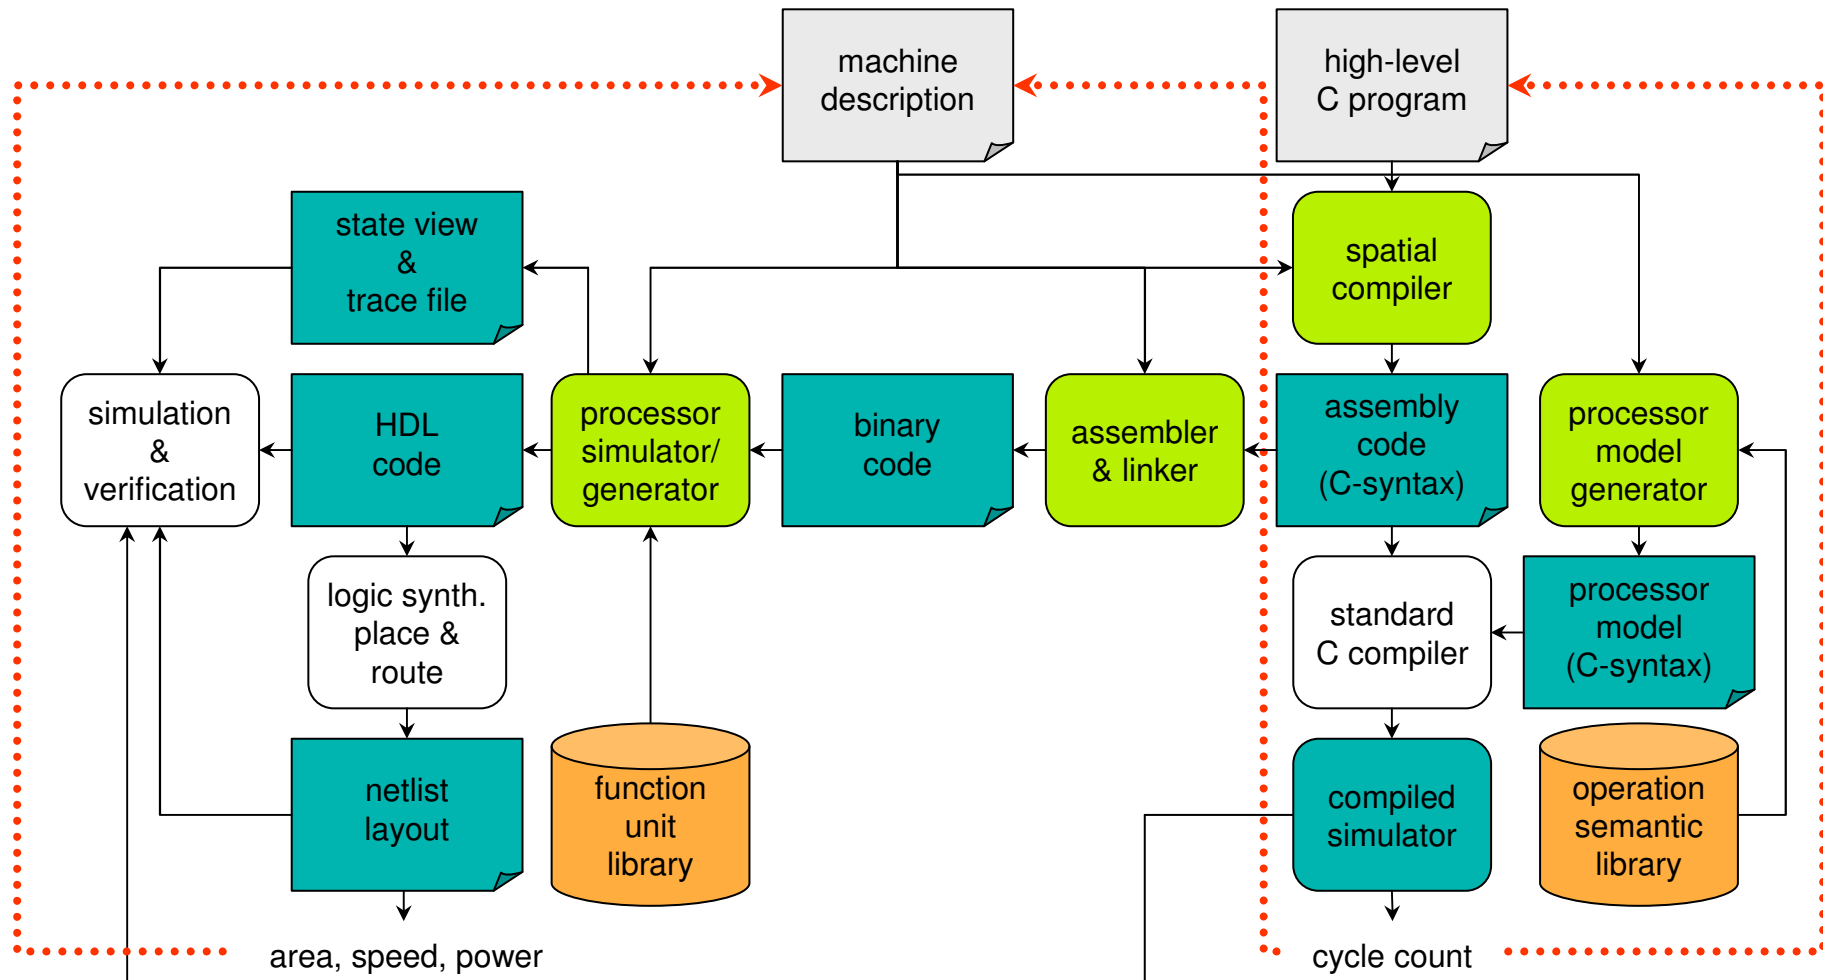 machine
description
high-level
C program
state view
&
trace file
spatial
compiler
simulation
&
verification
HDL
code
processor
simulator/
generator
binary
code
assembler
& linker
assembly
code
(C-syntax)
processor
model
generator
logic synth.
place &
route
standard
C compiler
processor
model
(C-syntax)
netlist
layout
function
unit
library
compiled
simulator
operation
semantic
library
area, speed, power
cycle count